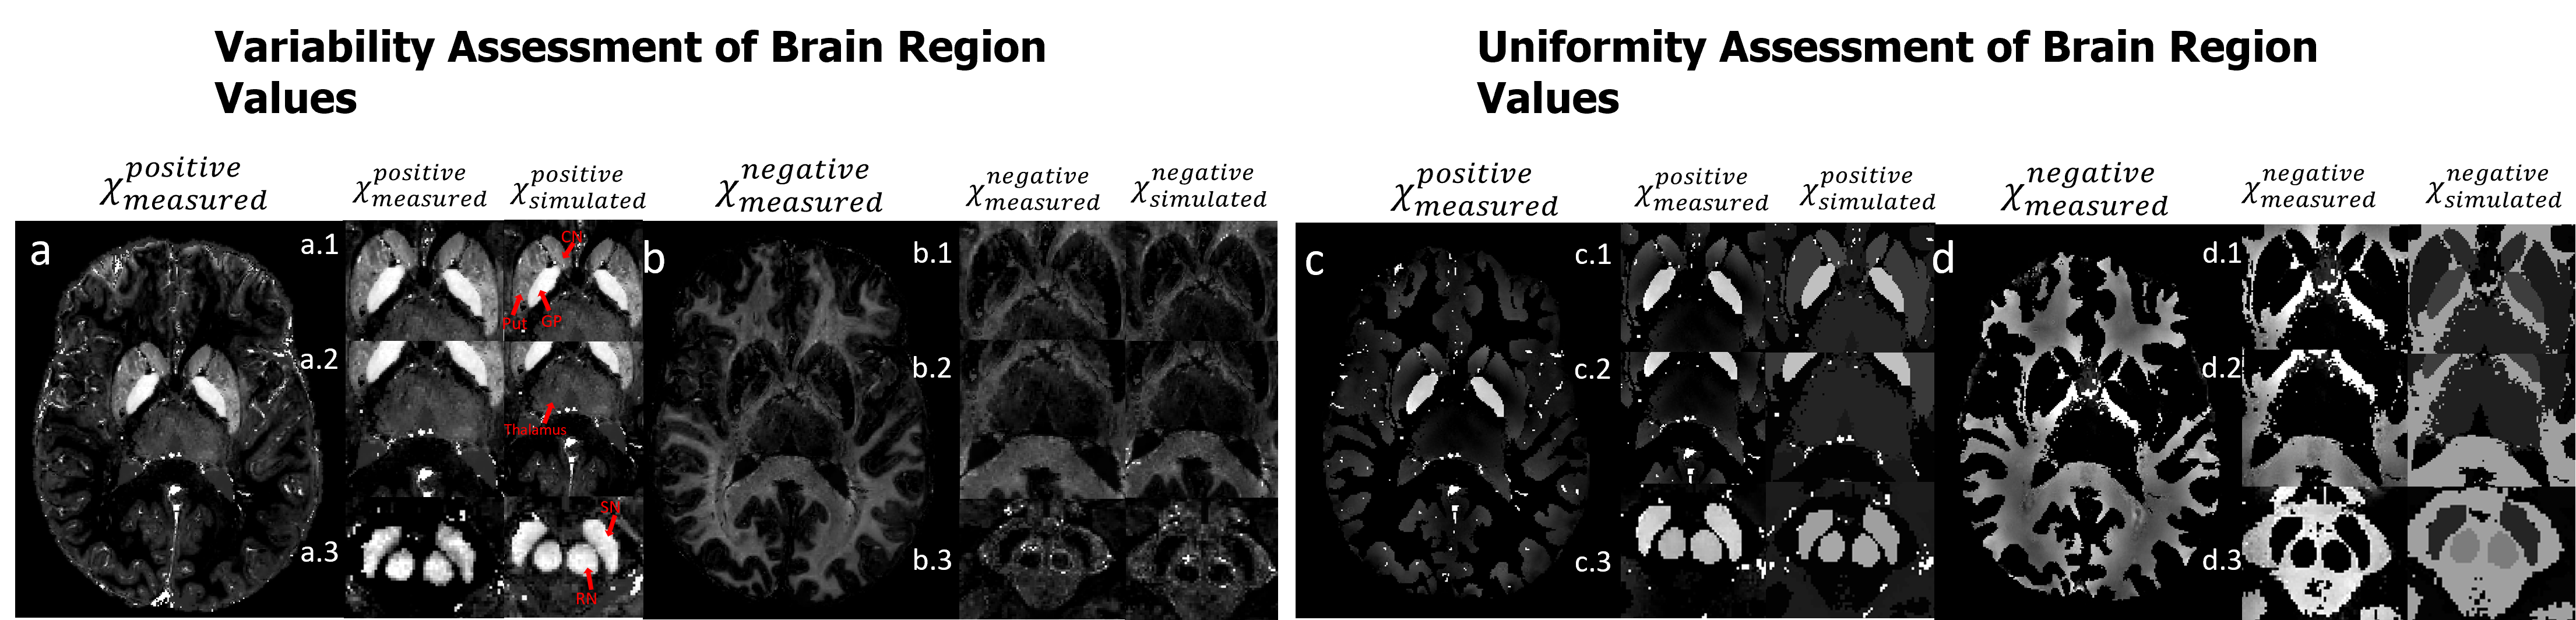 Variability Assessment of Brain Region
Values
Uniformity Assessment of Brain Region
Values
χ positive measured
χ positive measured
χ positive simulated
χ negative measured
χ negative measured
χ negative simulated
χ positive measured
χ positive measured
χ positive simulated
χ negative measured
χ negative measured
χ negative simulated
a
a.1
CN
Put
GP
a.2
Thalamus
a.3
SN
RN
b
b.1
b.2
b.3
c
c.1
c.2
c.3
d
d.1
d.2
d.3